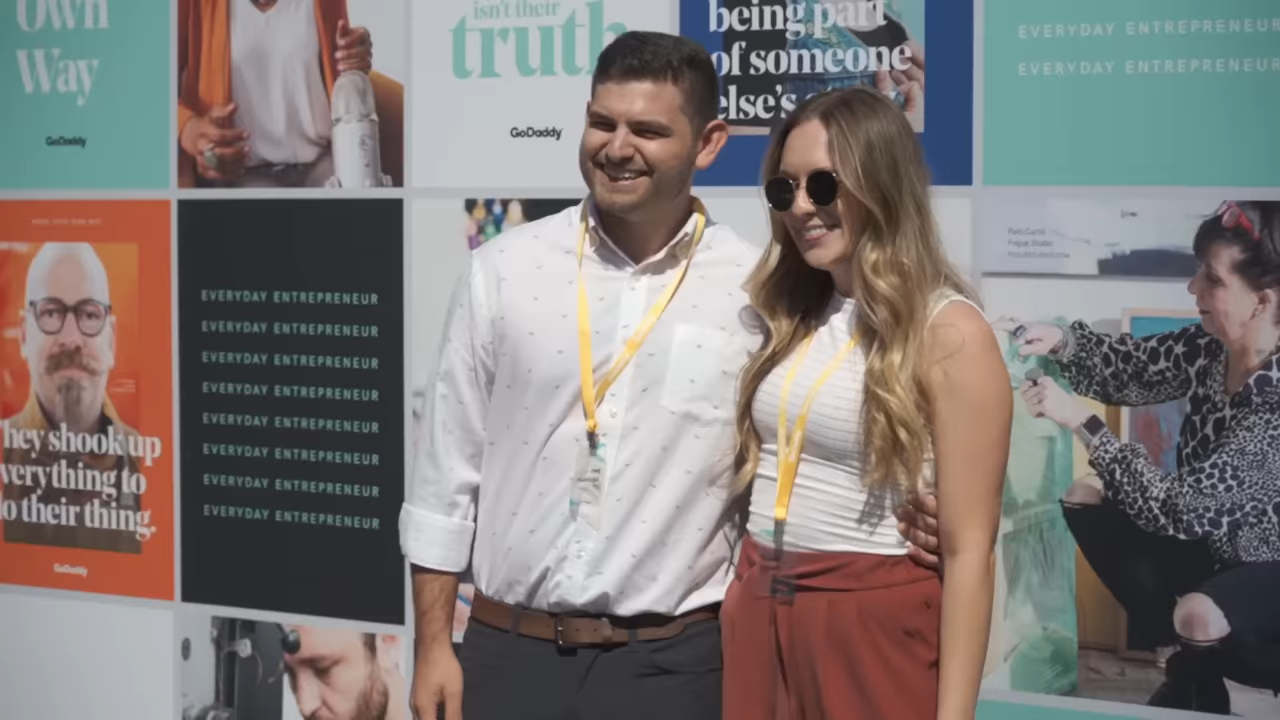 Own
Way
GoDaddy
isn't their
truth
GoDaddy
being part
of someone
else's
EVERYDAY ENTREPRENEUR
EVERYDAY ENTREPRENEUR
hey shook up
verything to
o their thing.
GoDaddy
EVERYDAY ENTREPRENEUR
EVERYDAY ENTREPRENEUR
EVERYDAY ENTREPRENEUR
EVERYDAY ENTREPRENEUR
EVERYDAY ENTREPRENEUR
EVERYDAY ENTREPRENEUR
EVERYDAY ENTREPRENEUR
EVERYDAY ENTREPRENEUR